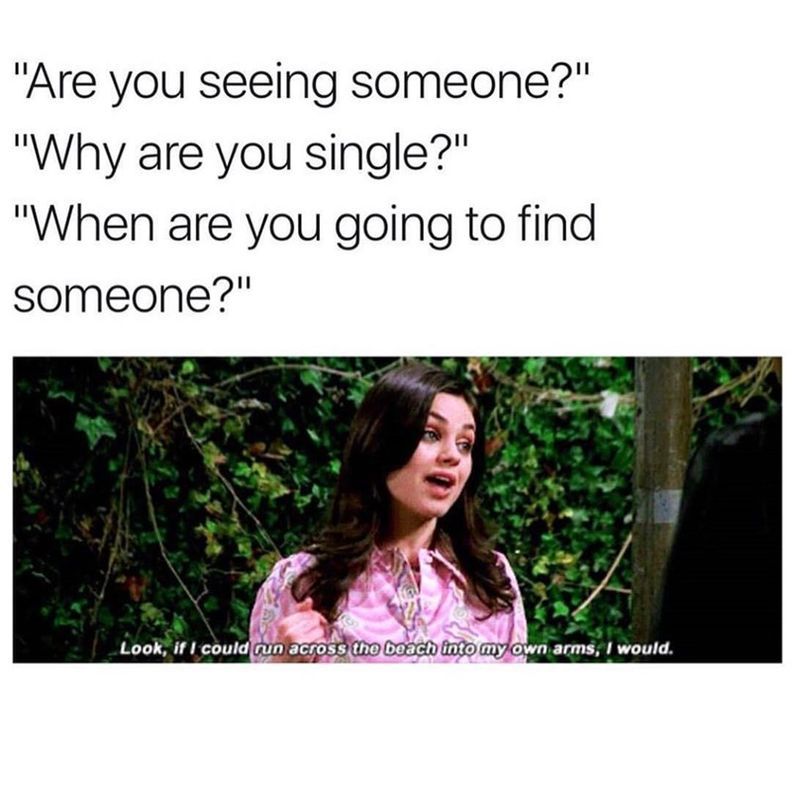 "Are you seeing someone?"
"Why are you single?"
"When are you going to find
someone?"
Look, if I could run across the beach into my own arms, I would.